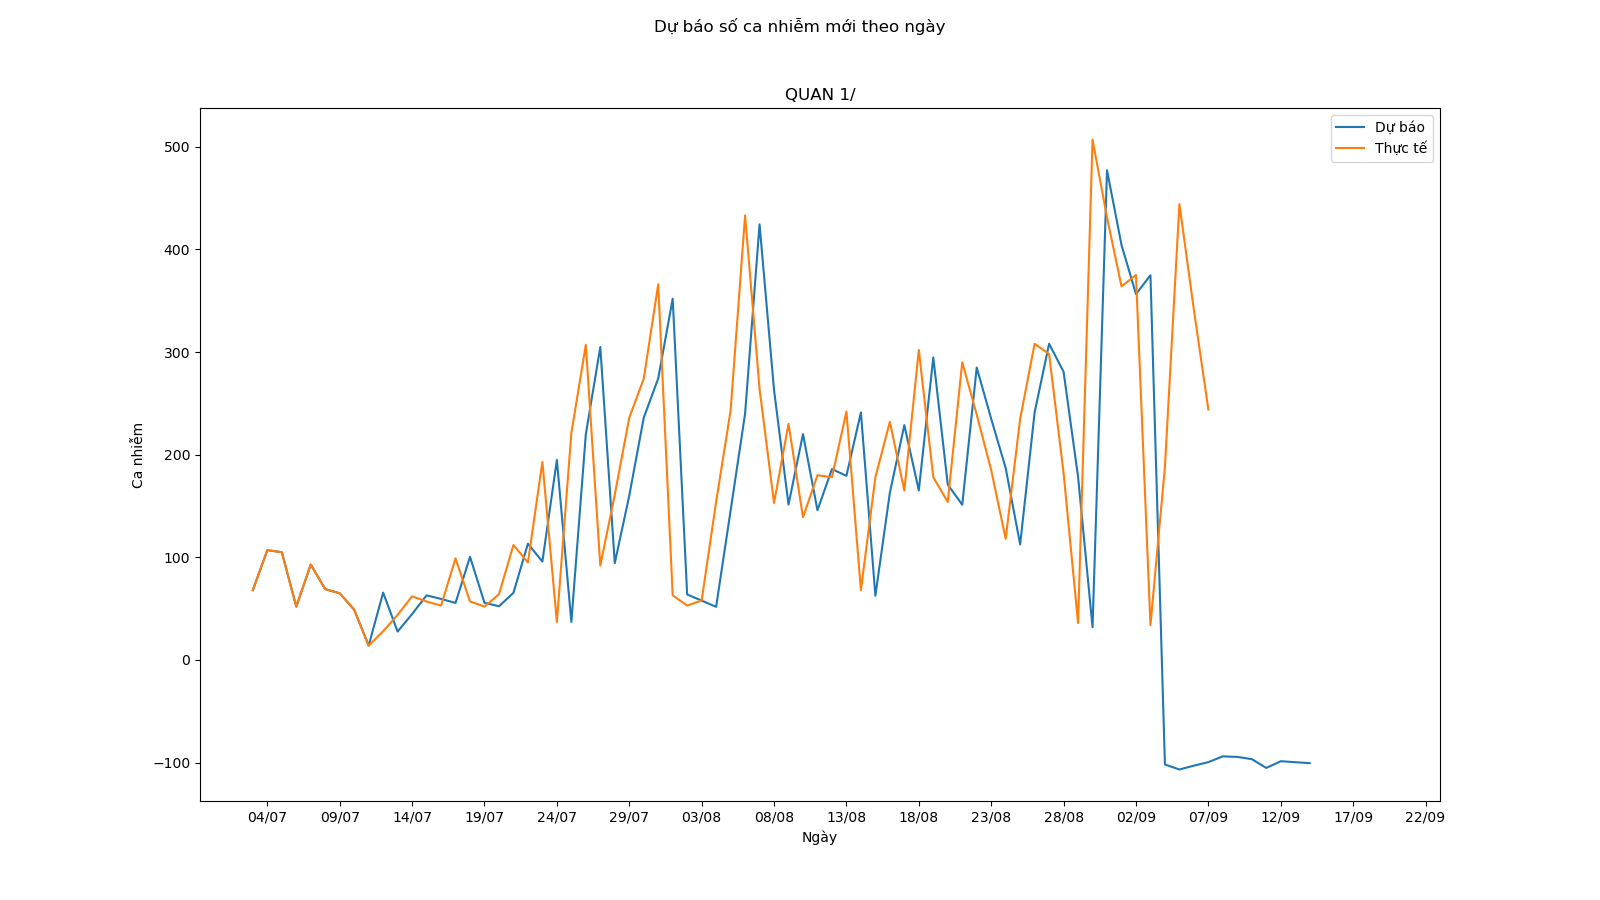 Dự báo số ca nhiễm mới theo ngày
QUAN 1/
Dự báo
Thực tế
500
400
300
200
100
0
−100
Ca nhiễm
04/07 09/07 14/07 19/07 24/07 29/07 03/08 08/08 13/08 18/08 23/08 28/08 02/09 07/09 12/09 17/09 22/09
Ngày